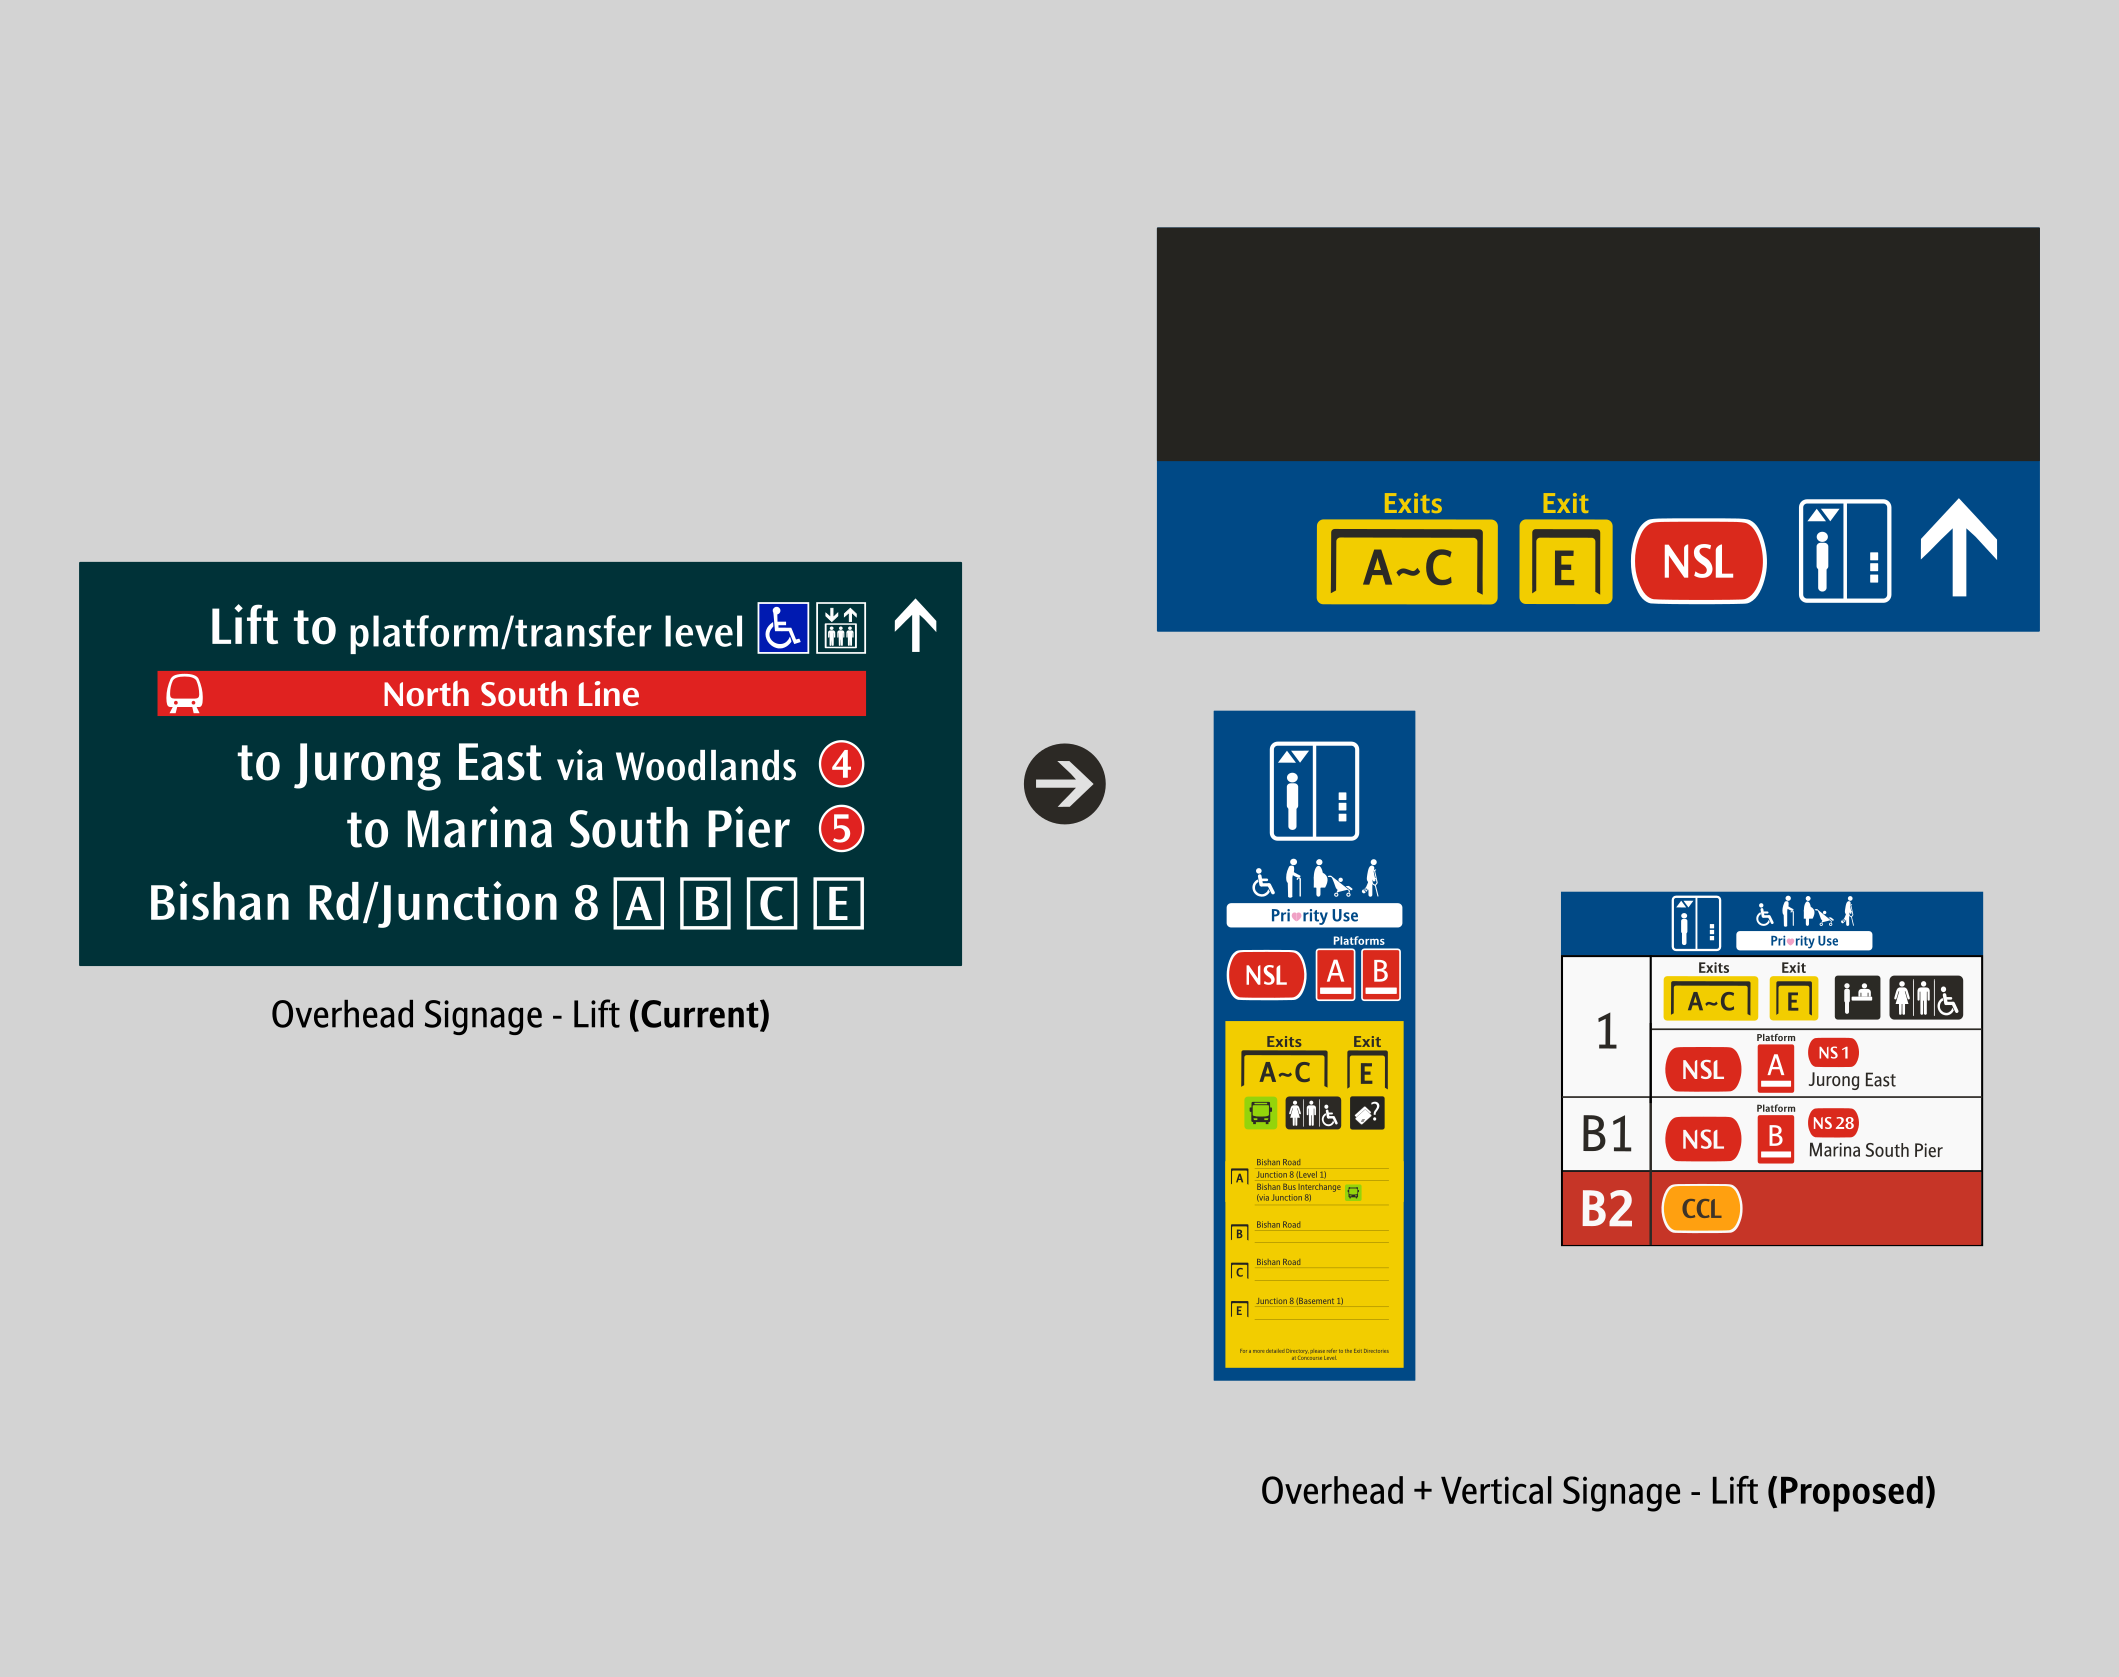 Lift to platform/transfer level
North South Line
to Jurong East via Woodlands 4
to Marina South Pier 5
Bishan Rd/Junction 8 A B C E
Overhead Signage - Lift (Current)
Exits Exit
A~C E NSL
Priority Use
Platforms
NSL A B
Exits Exit
A~C E
?
A
Bishan Road
Junction 8 (Level 1)
Bishan Bus Interchange
(via Junction 8)
B Bishan Road
C Bishan Road
E Junction 8 (Basement 1)
For a more detailed Directory, please refer to the Exit Directories
at Concourse Level.
Priority Use
1
Exits Exit
A~C E
Platform
NSL A NS 1
Jurong East
B1
Platform
NSL B NS 28
Marina South Pier
B2 CCL
Overhead + Vertical Signage - Lift (Proposed)